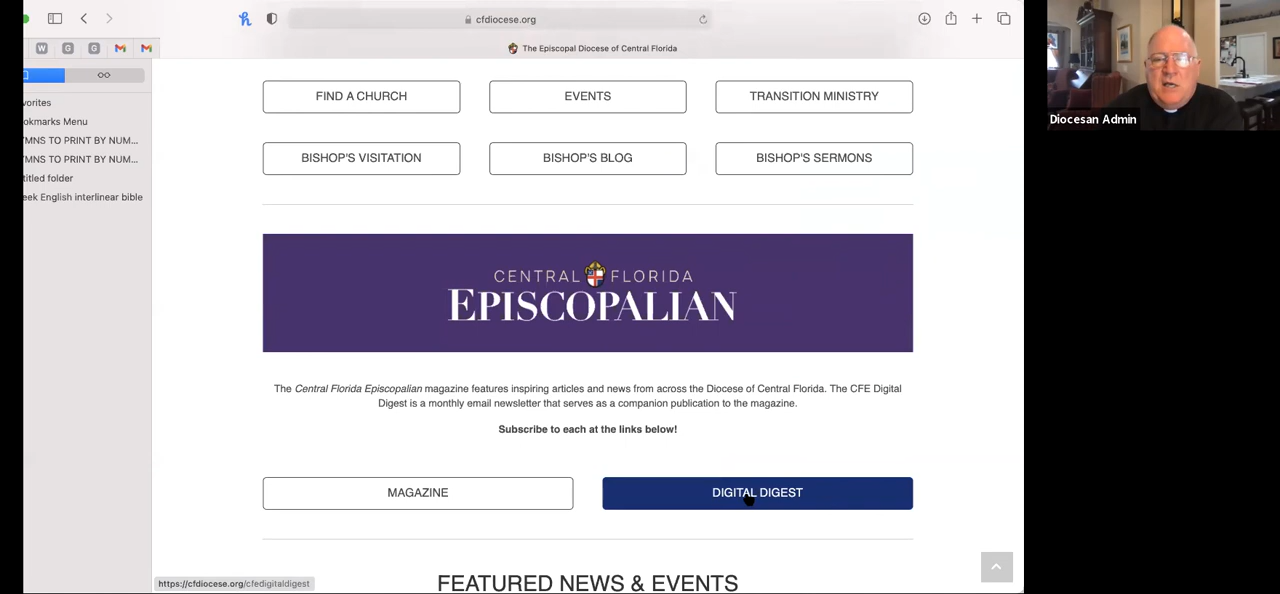 cfdiocese.org
The Episcopal Diocese of Central Florida
W G G
vorites
okmarks Menu
YMNS TO PRINT BY NUM...
YMNS TO PRINT BY NUM...
titled folder
eek English interlinear bible
FIND A CHURCH
EVENTS
TRANSITION MINISTRY
BISHOP'S VISITATION
BISHOP'S BLOG
BISHOP'S SERMONS
CENTRAL FLORIDA
EPISCOPALIAN
The Central Florida Episcopalian magazine features inspiring articles and news from across the Diocese of Central Florida. The CFE Digital
Digest is a monthly email newsletter that serves as a companion publication to the magazine.
Subscribe to each at the links below!
MAGAZINE
DIGITAL DIGEST
FEATURED NEWS & EVENTS
https://cfdiocese.org/cfedigitaldigest
Diocesan Admin